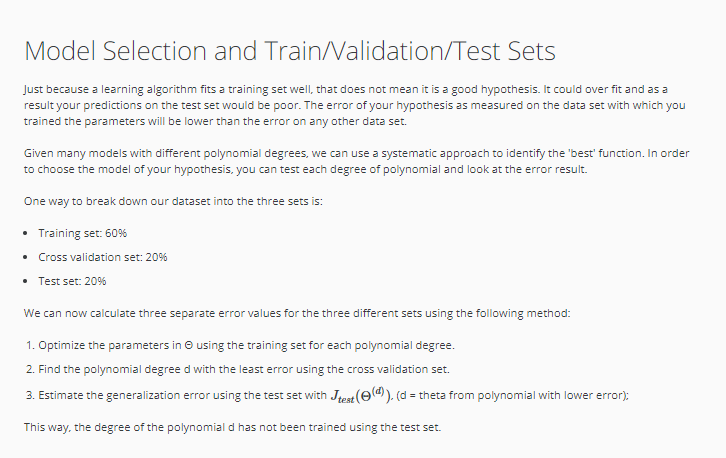 Model Selection and Train/Validation/Test Sets
Just because a learning algorithm fits a training set well, that does not mean it is a good hypothesis. It could over fit and as a
result your predictions on the test set would be poor. The error of your hypothesis as measured on the data set with which you
trained the parameters will be lower than the error on any other data set.
Given many models with different polynomial degrees, we can use a systematic approach to identify the 'best' function. In order
to choose the model of your hypothesis, you can test each degree of polynomial and look at the error result.
One way to break down our dataset into the three sets is:
• Training set: 60%
• Cross validation set: 20%
• Test set: 20%
We can now calculate three separate error values for the three different sets using the following method:
1. Optimize the parameters in Θ using the training set for each polynomial degree.
2. Find the polynomial degree d with the least error using the cross validation set.
3. Estimate the generalization error using the test set with J_test(Θ^(d)), (d = theta from polynomial with lower error);
This way, the degree of the polynomial d has not been trained using the test set.